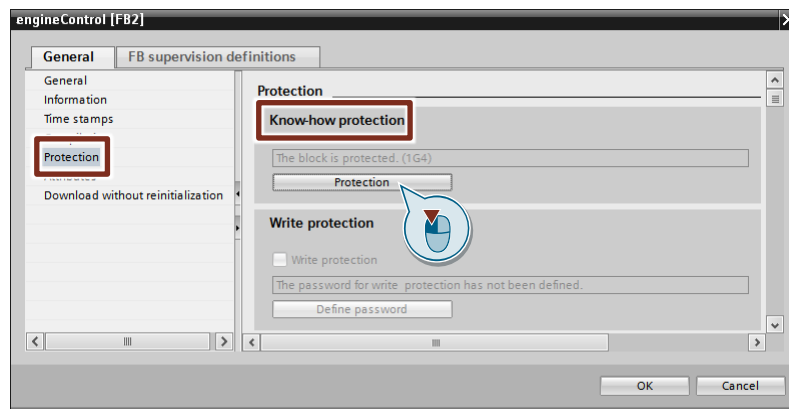 engineControl [FB2]
General
FB supervision definitions
General
Information
Time stamps
Protection
Download without reinitialization
Protection
Know-how protection
The block is protected. (1G4)
Protection
Write protection
Write protection
The password for write protection has not been defined.
Define password
OK
Cancel